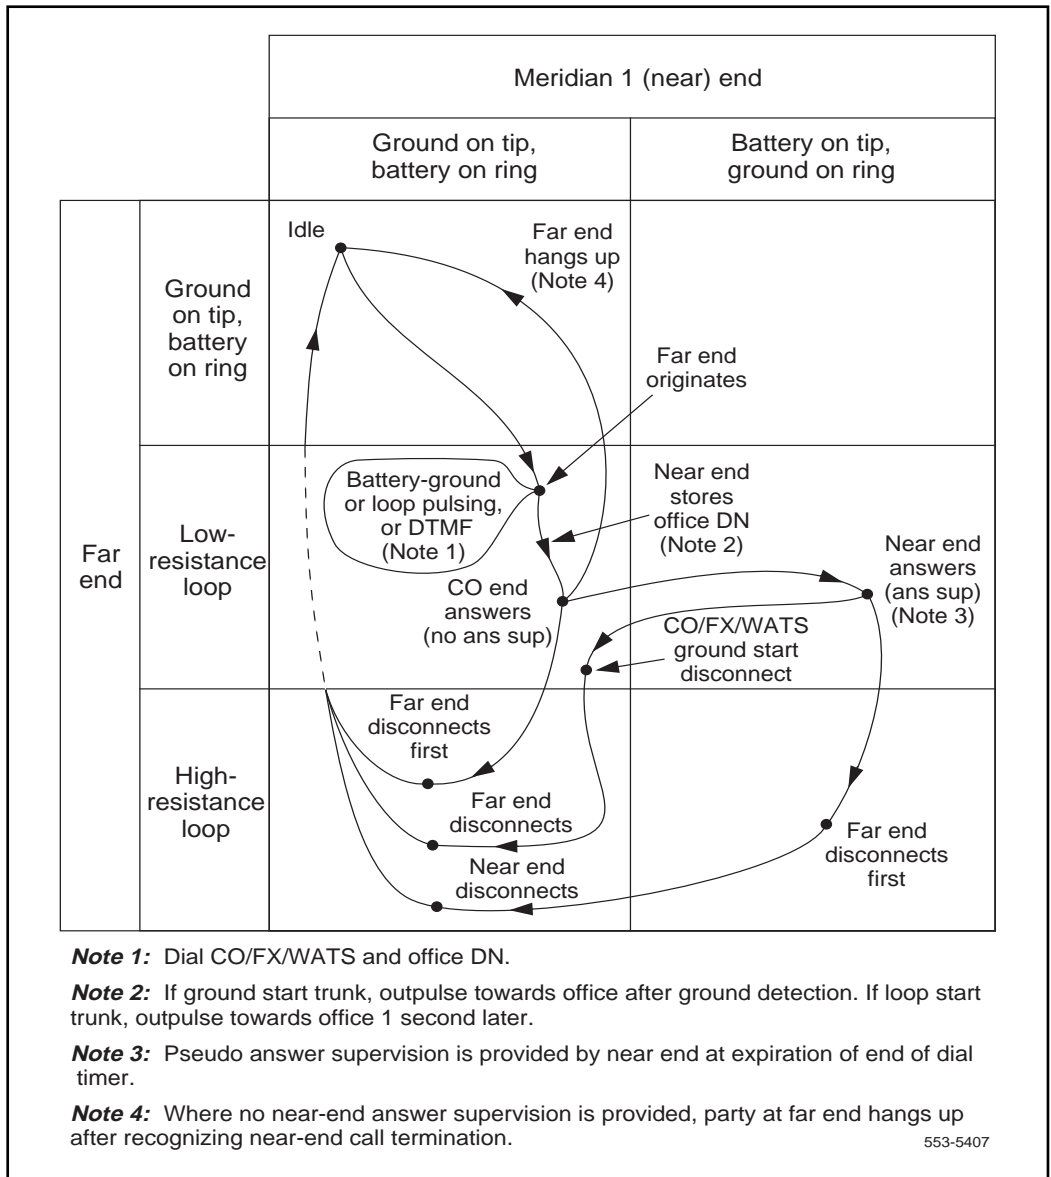 Meridian 1 (near) end
Ground on tip,
battery on ring
Battery on tip,
ground on ring
Far
end
Ground
on tip,
battery
on ring
Idle
Far end
hangs up
(Note 4)
Far end
originates
Low-
resistance
loop
Battery-ground
or loop pulsing,
or DTMF
(Note 1)
Near end
stores
office DN
(Note 2)
CO end
answers
(no ans sup)
Near end
answers
(ans sup)
(Note 3)
CO/FX/WATS
ground start
disconnect
High-
resistance
loop
Far end
disconnects
first
Far end
disconnects
Near end
disconnects
Far end
disconnects
first
Note 1: Dial CO/FX/WATS and office DN.
Note 2: If ground start trunk, outpulse towards office after ground detection. If loop start
trunk, outpulse towards office 1 second later.
Note 3: Pseudo answer supervision is provided by near end at expiration of end of dial
timer.
Note 4: Where no near-end answer supervision is provided, party at far end hangs up
after recognizing near-end call termination.
553-5407